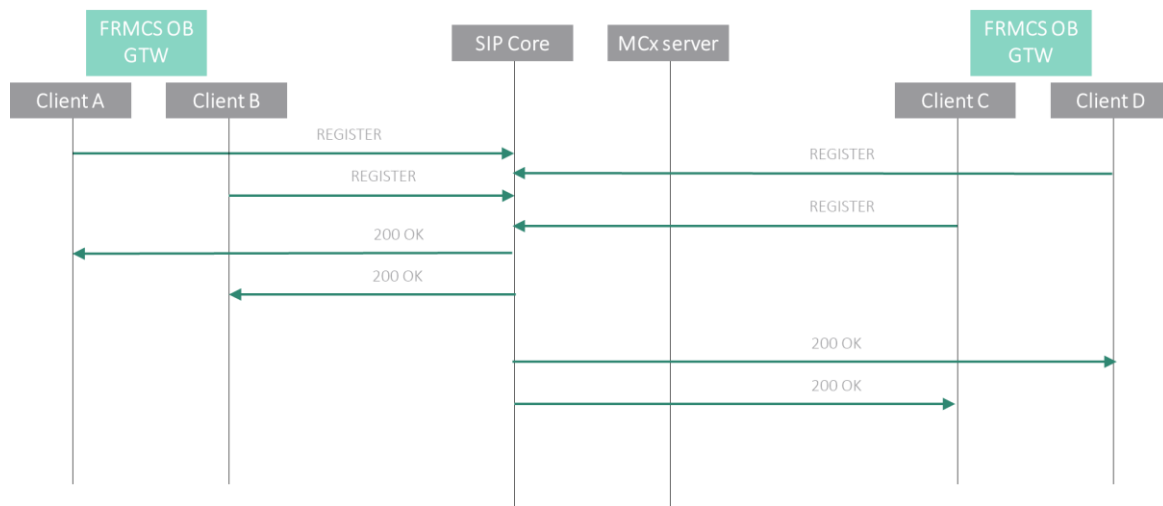 FRMCS OB
GTW
SIP Core
MCx server
FRMCS OB
GTW
Client A
Client B
Client C
Client D
REGISTER
REGISTER
REGISTER
REGISTER
200 OK
200 OK
200 OK
200 OK